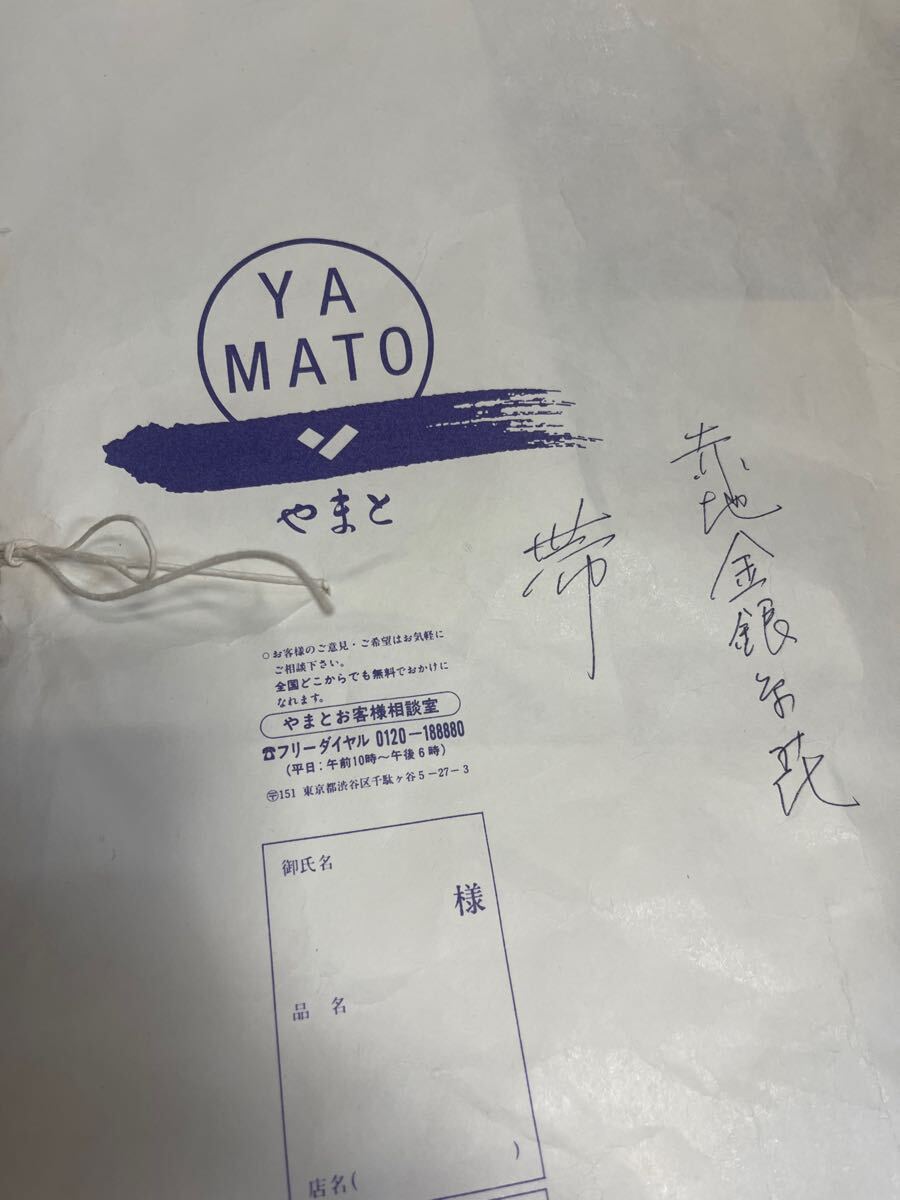 YA
MATO
やまと
赤地金銀糸花
帯
○お客様のご意見・ご希望はお気軽に
ご相談下さい。
全国どこからでも無料でおかけに
なれます。
やまとお客様相談室
☎フリーダイヤル 0120-188880
(平日:午前10時~午後6時)
〒151 東京都渋谷区千駄ヶ谷5-27-3
御氏名
様
品 名
店名( )